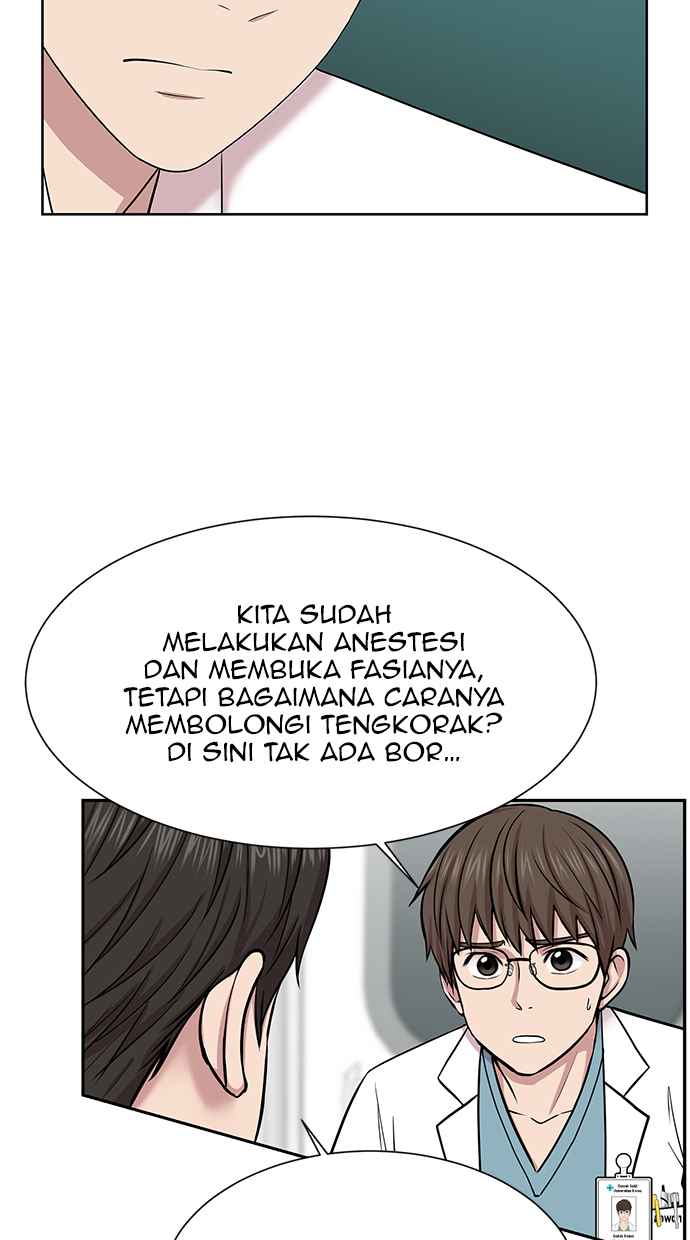 KITA SUDAH
MELAKUKAN ANESTESI
DAN MEMBUKA FASIANYA,
TETAPI BAGAIMANA CARANYA
MEMBOLONGI TENGKORAK?
DI SINI TAK ADA BOR...